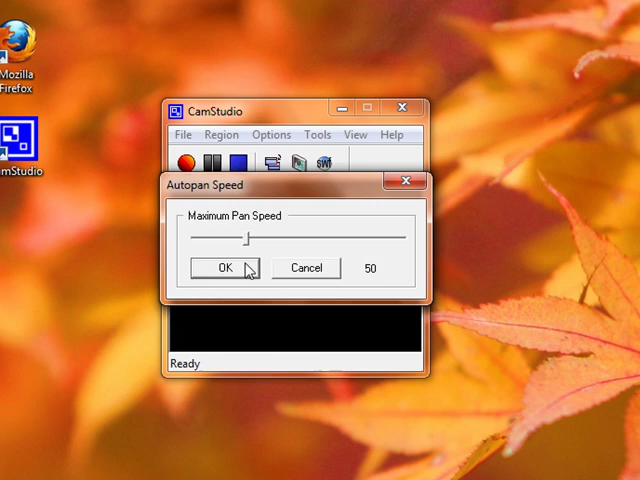 Mozilla
Firefox
CamStudio
CamStudio
File Region Options Tools View Help
SWF
Autopan Speed
Maximum Pan Speed
OK Cancel 50
Ready